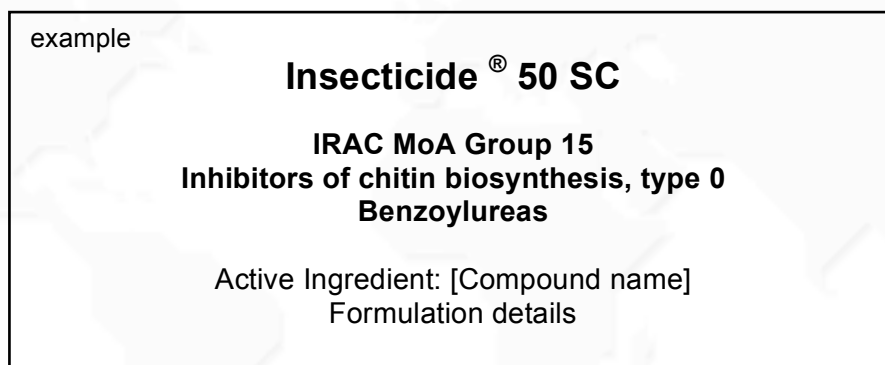 example
Insecticide ® 50 SC
IRAC MoA Group 15
Inhibitors of chitin biosynthesis, type 0
Benzoylureas
Active Ingredient: [Compound name]
Formulation details